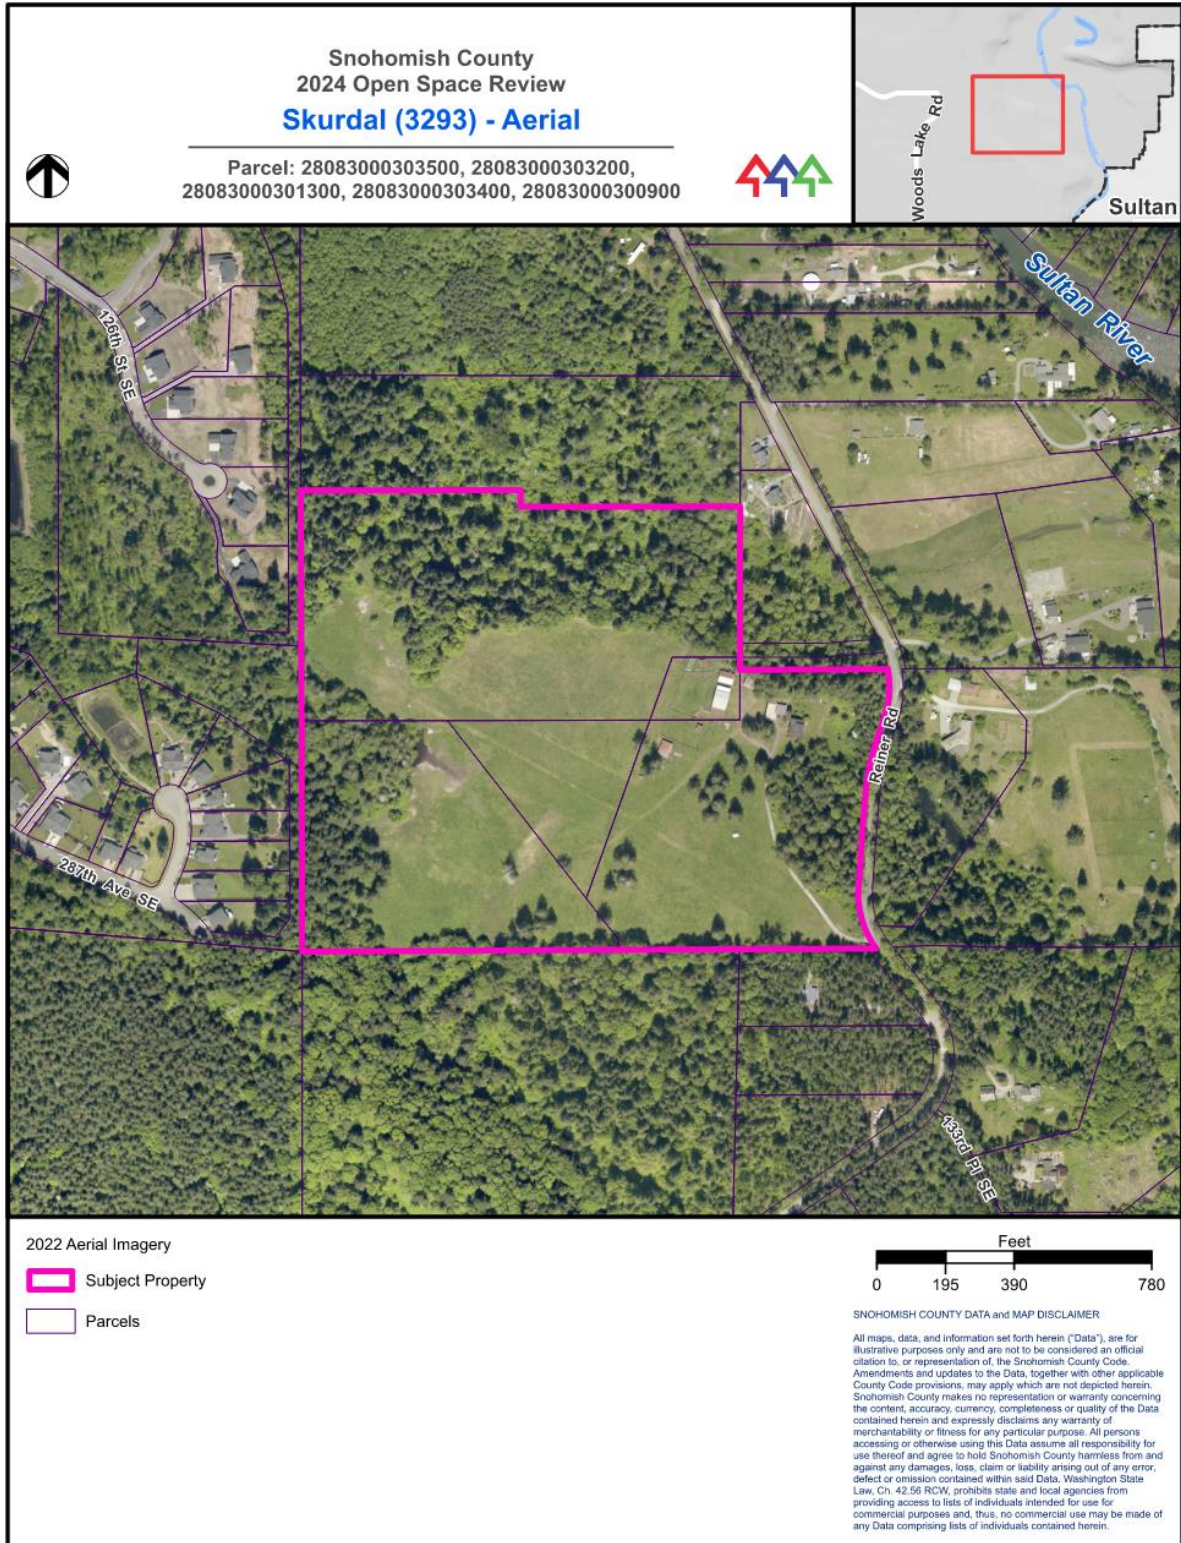 Snohomish County
2024 Open Space Review
Skurdal (3293) - Aerial
Parcel: 28083000303500, 28083000303200,
28083000301300, 28083000303400, 28083000300900
Woods Lake Rd
Sultan
Sultan River
126th St SE
Reiner Rd
287th Ave SE
133rd Pl SE
2022 Aerial Imagery
Subject Property
Parcels
Feet
0 195 390 780
SNOHOMISH COUNTY DATA and MAP DISCLAIMER
All maps, data, and information set forth herein ("Data"), are for
illustrative purposes only and are not to be considered an official
citation to, or representation of, the Snohomish County Code.
Amendments and updates to the Data, together with other applicable
County Code provisions, may apply which are not depicted herein.
Snohomish County makes no representation or warranty concerning
the content, accuracy, currency, completeness or quality of the Data
contained herein and expressly disclaims any warranty of
merchantability or fitness for any particular purpose. All persons
accessing or otherwise using this Data assume all responsibility for
use thereof and agree to hold Snohomish County harmless from and
against any damages, loss, claim or liability arising out of any error,
defect or omission contained within said Data. Washington State
Law, Ch. 42.56 RCW, prohibits state and local agencies from
providing access to lists of individuals intended for use for
commercial purposes and, thus, no commercial use may be made of
any Data comprising lists of individuals contained herein.